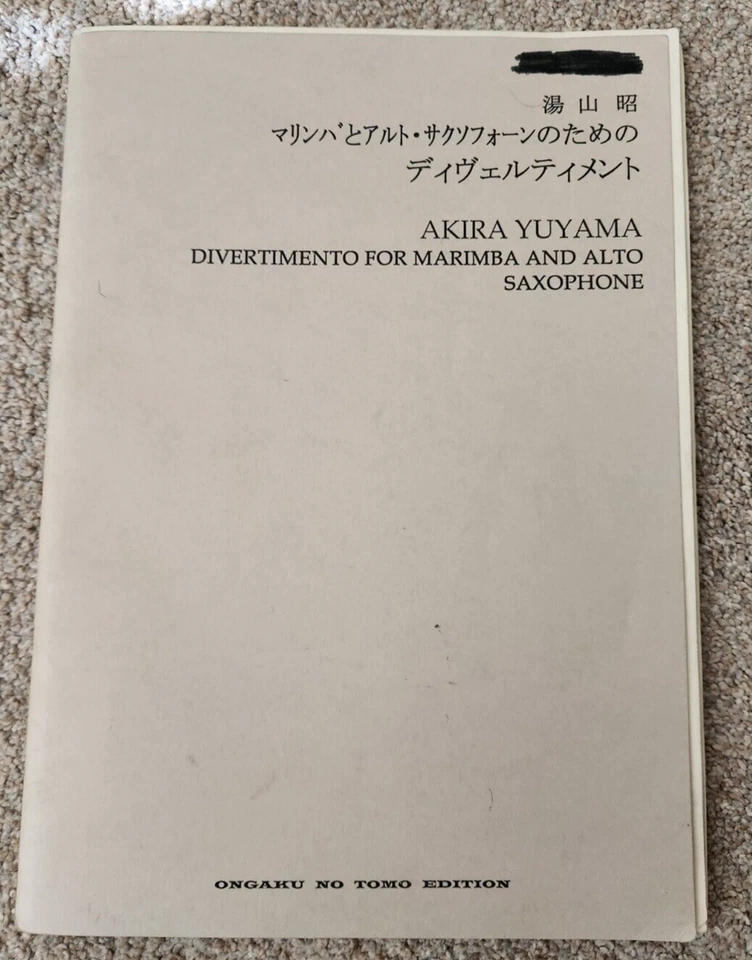 湯山 昭
マリンバとアルト・サクソフォーンのための
ディヴェルティメント
AKIRA YUYAMA
DIVERTIMENTO FOR MARIMBA AND ALTO
SAXOPHONE
ONGAKU NO TOMO EDITION